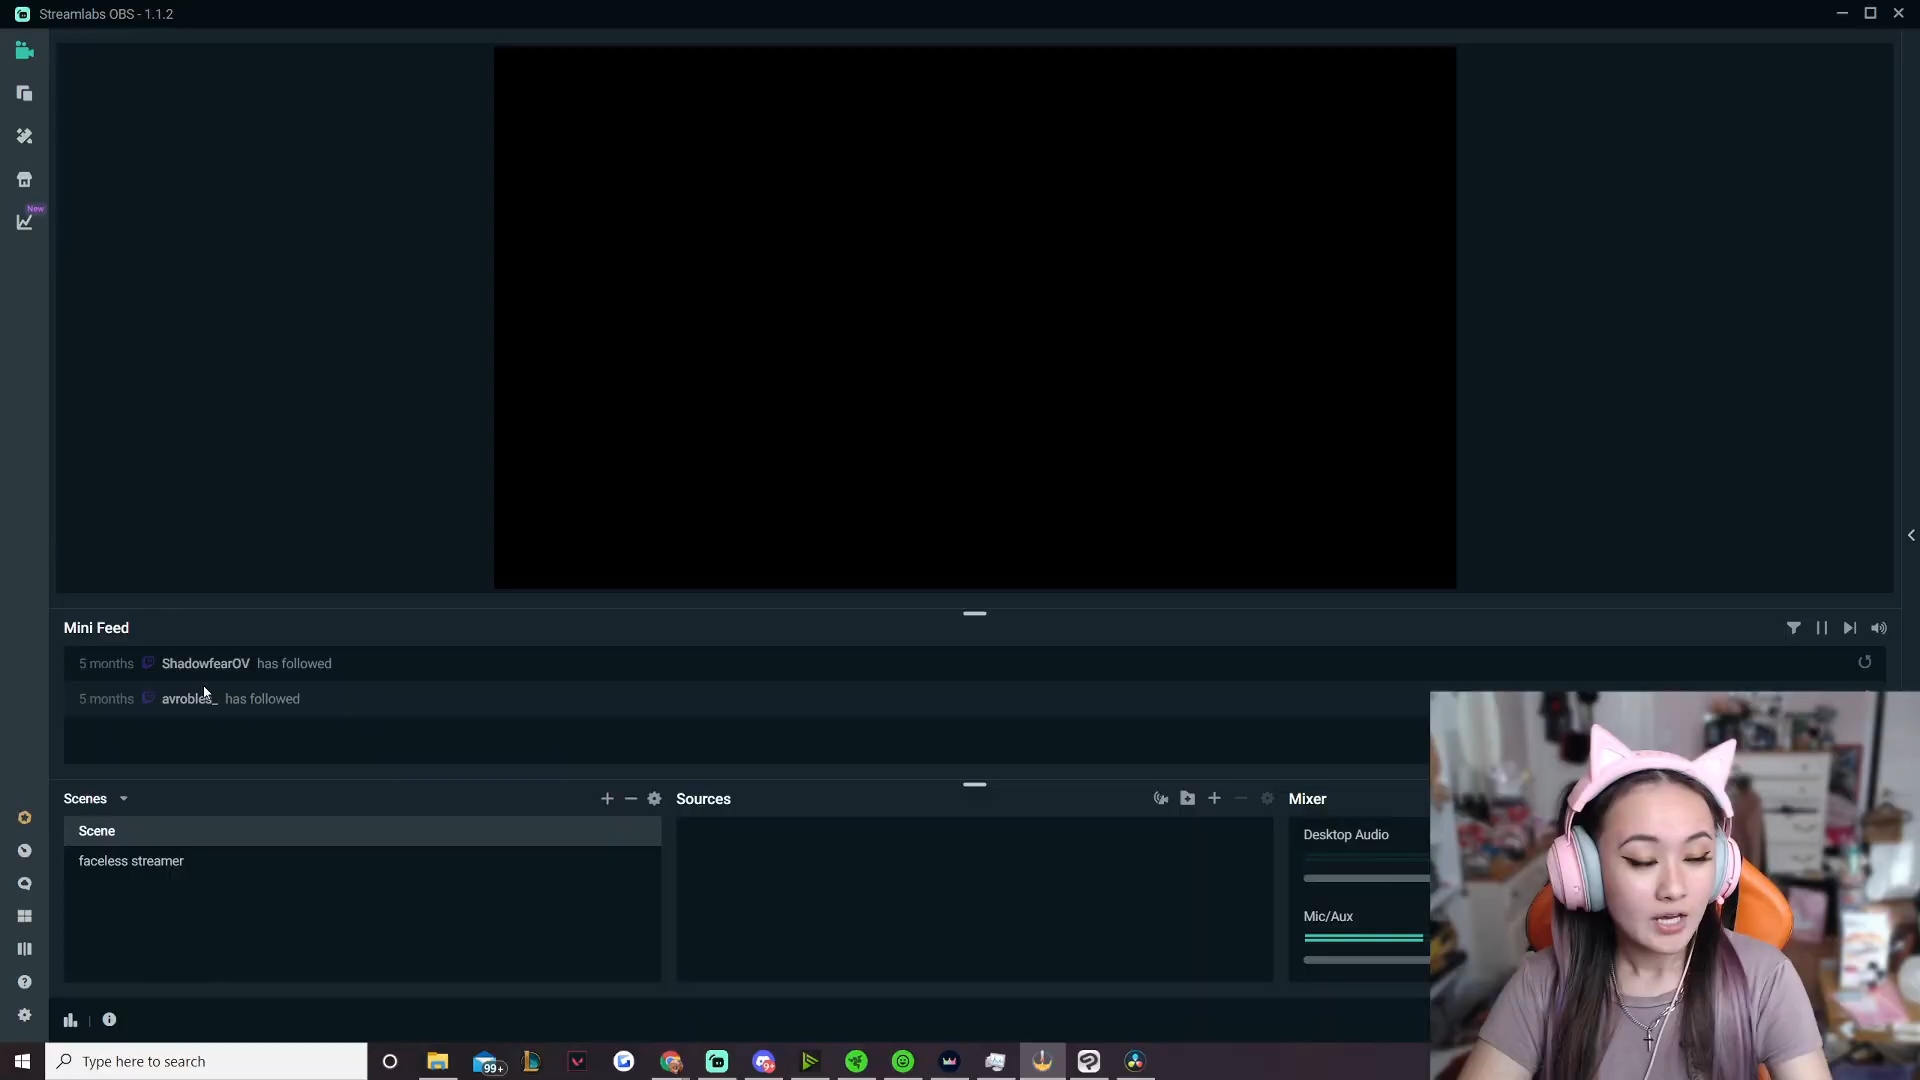 Streamlabs OBS - 1.1.2
New
Mini Feed
5 months ShadowfearOV has followed
5 months avrobles_ has followed
Scenes
Sources
Mixer
Scene
faceless streamer
Desktop Audio
Mic/Aux
Type here to search
99+
9+